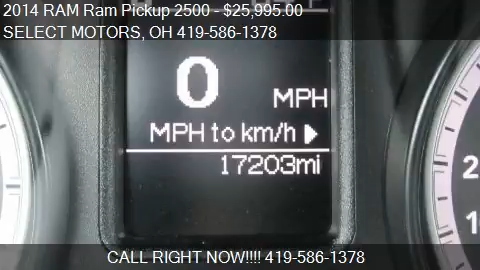 2014 RAM Ram Pickup 2500 - $25,995.00
SELECT MOTORS, OH 419-586-1378
0 MPH
MPH to km/h
17203mi
2
CALL RIGHT NOW!!!! 419-586-1378